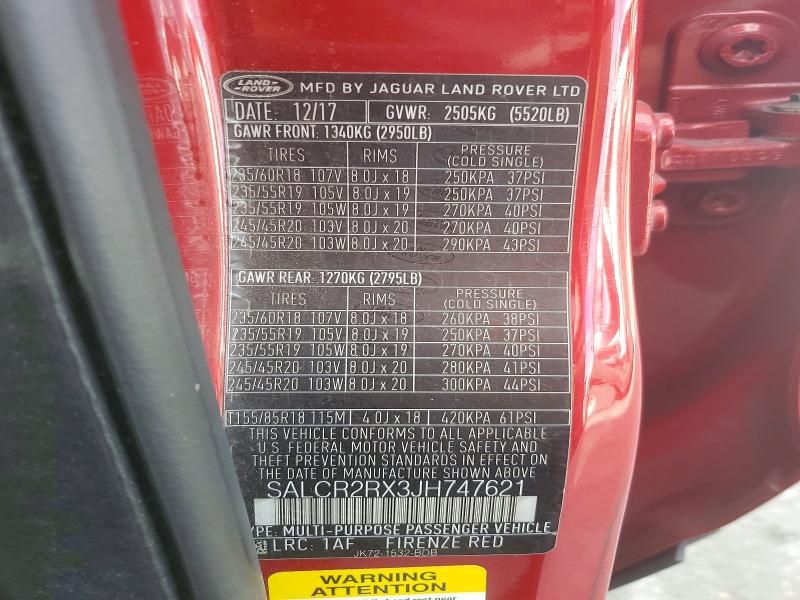 LAND ROVER MFD BY JAGUAR LAND ROVER LTD
DATE: 12/17 GVWR: 2505KG (5520LB)
GAWR FRONT: 1340KG (2950LB)
TIRES RIMS PRESSURE (COLD SINGLE)
235/60R18 107V 8.0J x 18 250KPA 37PSI
235/55R19 105V 8.0J x 19 250KPA 37PSI
235/55R19 105W 8.0J x 19 270KPA 40PSI
245/45R20 103V 8.0J x 20 270KPA 40PSI
245/45R20 103W 8.0J x 20 290KPA 43PSI
GAWR REAR: 1270KG (2795LB)
TIRES RIMS PRESSURE (COLD SINGLE)
235/60R18 107V 8.0J x 18 260KPA 38PSI
235/55R19 105V 8.0J x 19 250KPA 37PSI
235/55R19 105W 8.0J x 19 270KPA 40PSI
245/45R20 103V 8.0J x 20 280KPA 41PSI
245/45R20 103W 8.0J x 20 300KPA 44PSI
T155/85R18 115M 4.0J x 18 420KPA 61PSI
THIS VEHICLE CONFORMS TO ALL APPLICABLE
U.S. FEDERAL MOTOR VEHICLE SAFETY AND
THEFT PREVENTION STANDARDS IN EFFECT ON
THE DATE OF MANUFACTURE SHOWN ABOVE
SALCR2RX3JH747621
TYPE: MULTI-PURPOSE PASSENGER VEHICLE
LRC: 1AF FIRENZE RED
JK72-1532-BDB
WARNING
ATTENTION